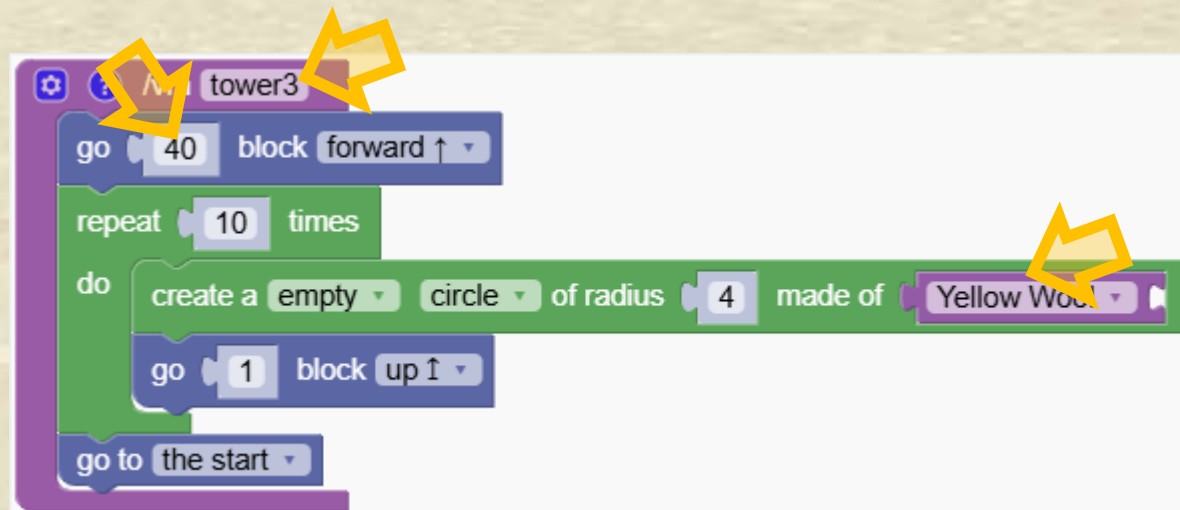 ? tower3
go 40 block forward ↑
repeat 10 times
do create a empty circle of radius 4 made of Yellow
go 1 block up ↥
go to the start